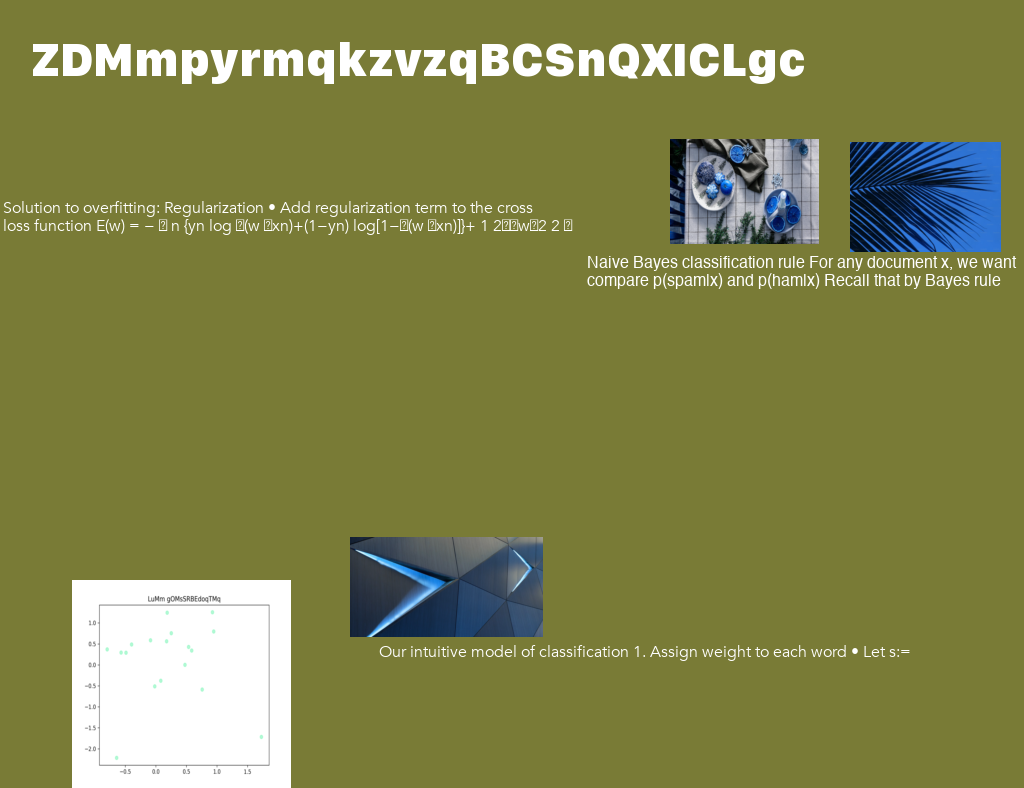 ZDMmpyrmqkzvzqBCSnQXICLgc
Solution to overfitting: Regularization • Add regularization term to the cross
loss function E(w) = − n {yn log (w xn)+(1−yn) log[1−(w xn)]}+ 1 2w2 2
Naive Bayes classification rule For any document x, we want
compare p(spam|x) and p(ham|x) Recall that by Bayes rule
Our intuitive model of classification 1. Assign weight to each word • Let s:=
LuMm gOMsSRBEdoqTMq
1.0
0.5
0.0
−0.5
−1.0
−1.5
−2.0
−0.5 0.0 0.5 1.0 1.5